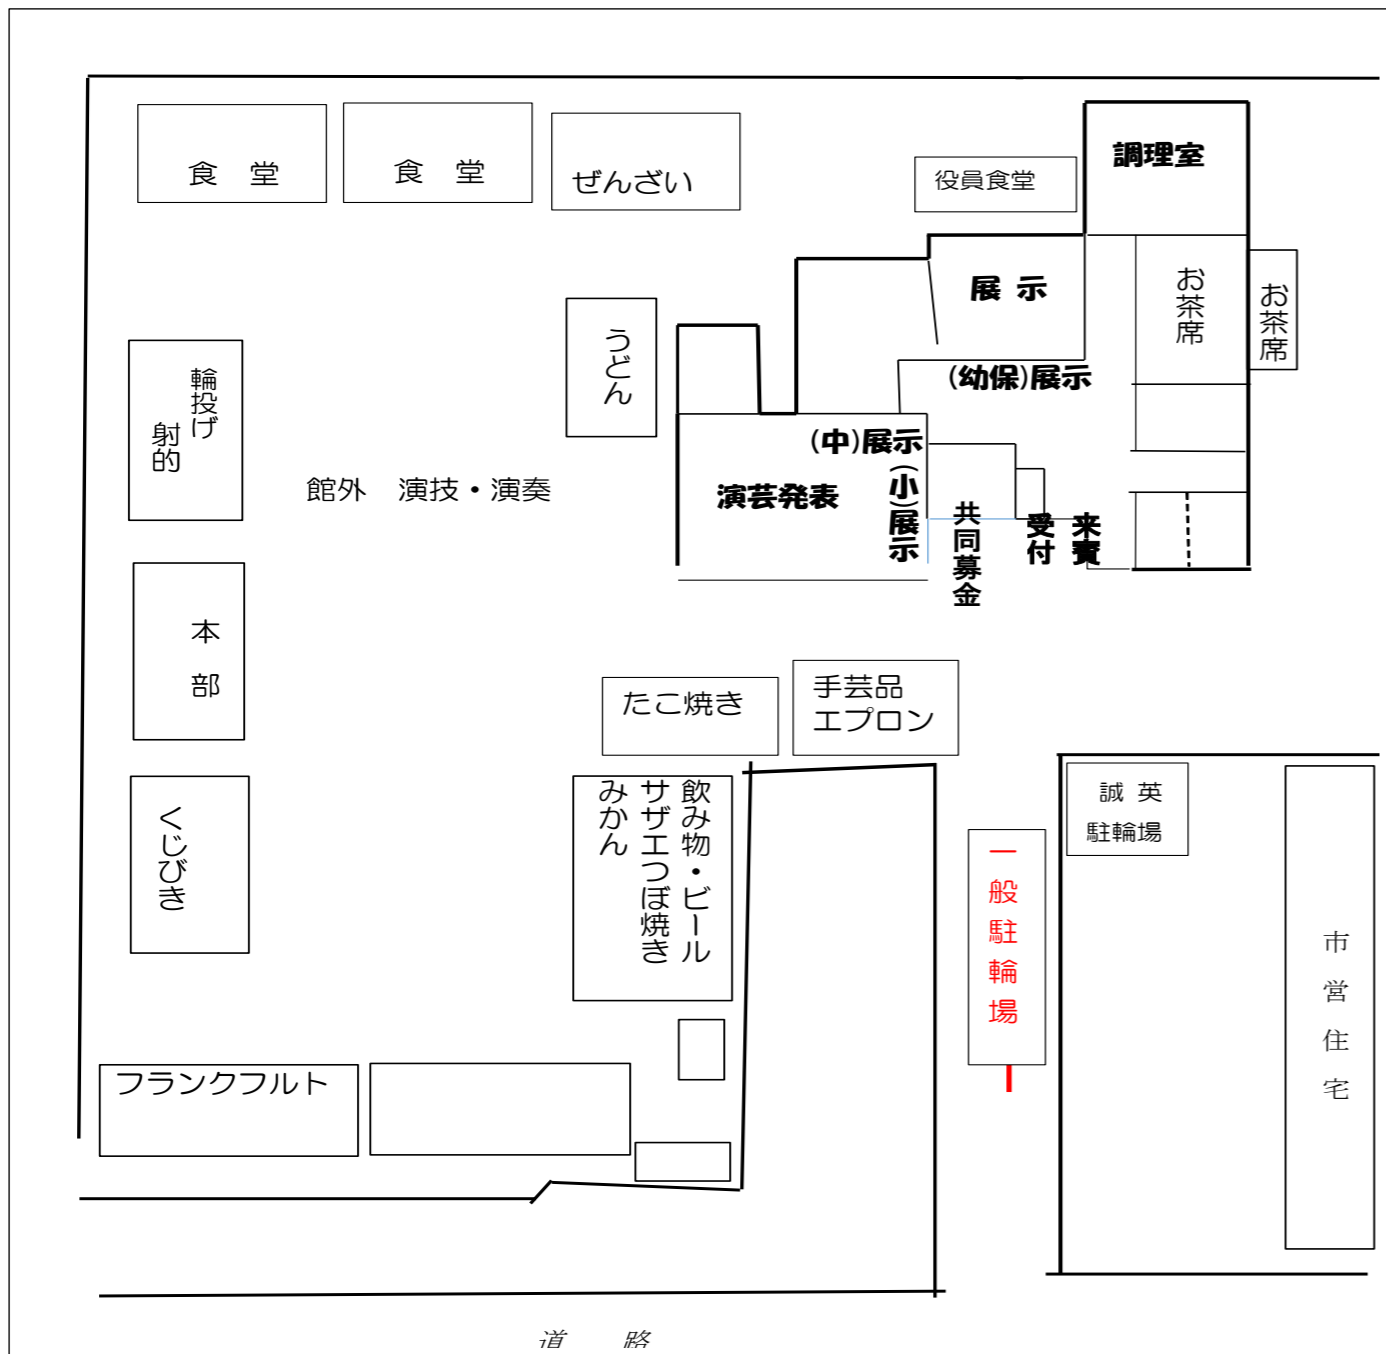 食　堂
食　堂
ぜんざい
役員食堂
調理室
お茶席
お茶席
展 示
(幼保)展示
うどん
輪投げ
射的
館外　演技・演奏
(中)展示
(小)展示
演芸発表
共同募金
受付
来賓
本　部
たこ焼き
手芸品
エプロン
くじびき
飲み物・ビール
サザエつぼ焼き
みかん
誠 英
駐輪場
一般駐輪場
市営住宅
フランクフルト
道　　路